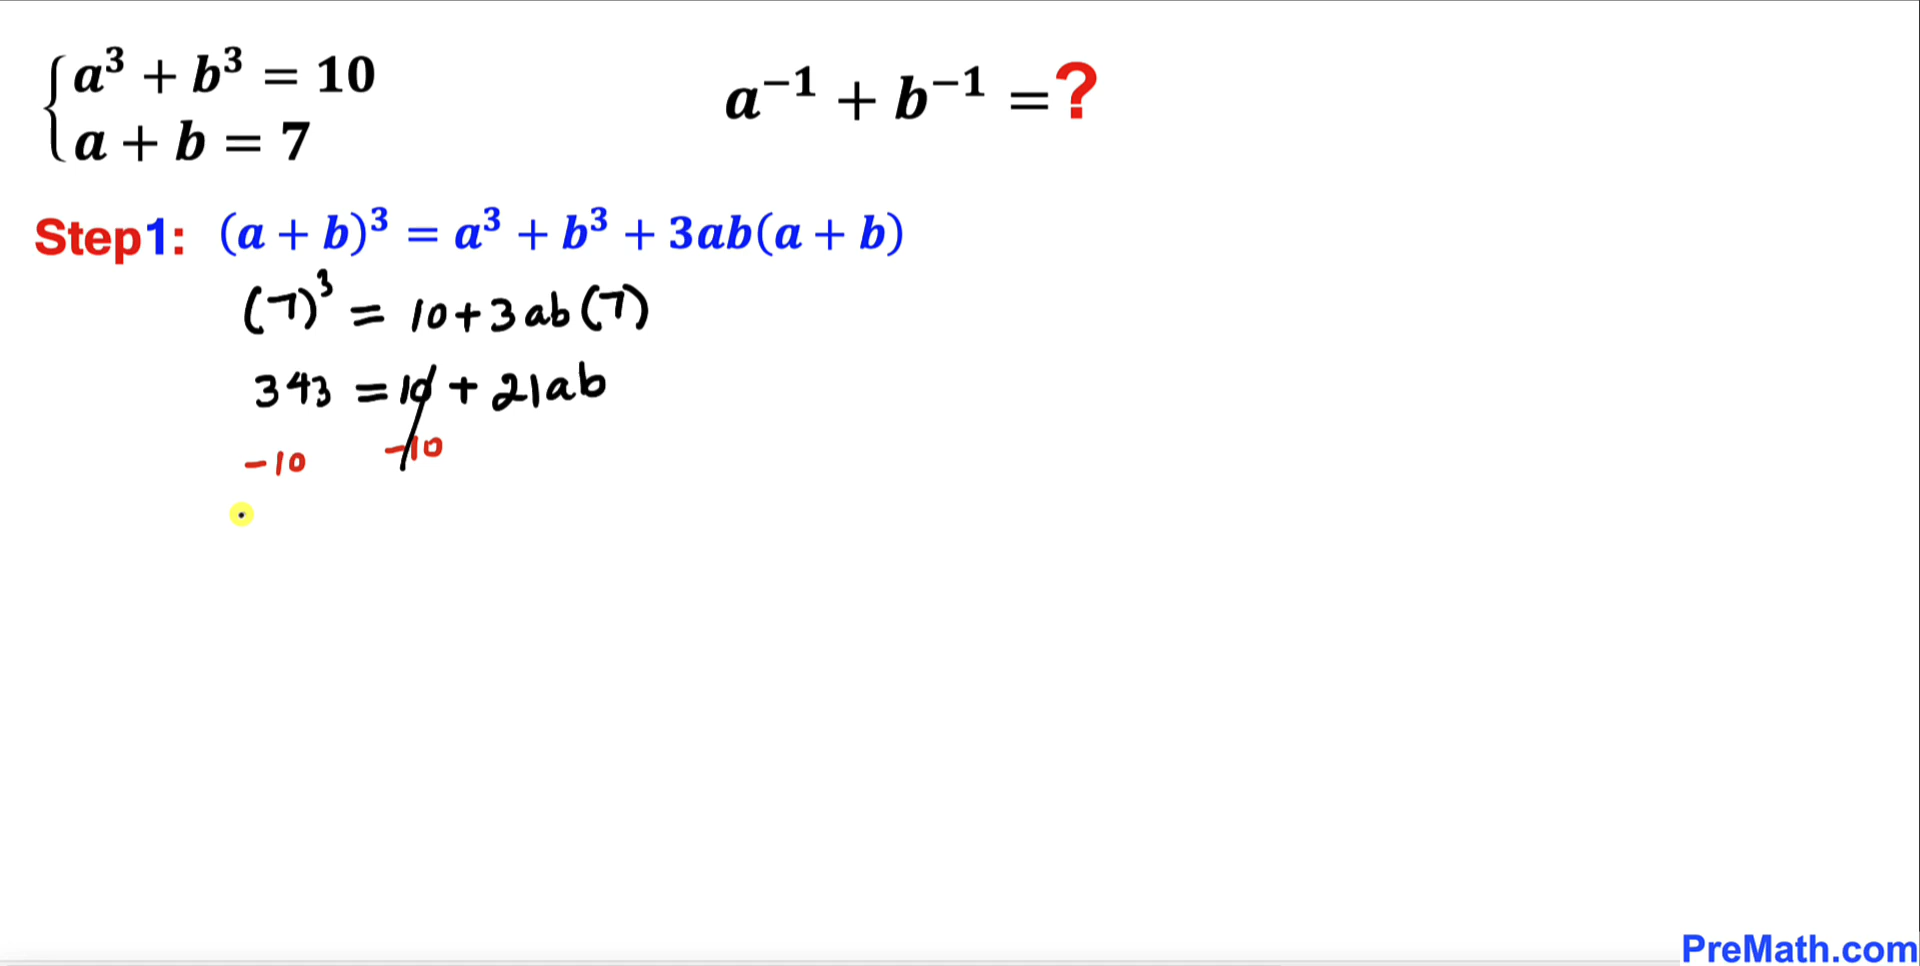 a³ + b³ = 10
a + b = 7
a⁻¹ + b⁻¹ =?
Step1: (a + b)³ = a³ + b³ + 3ab(a + b)
(7)³ = 10+3ab(7)
343 = 10 + 21ab
-10 -10
PreMath.com